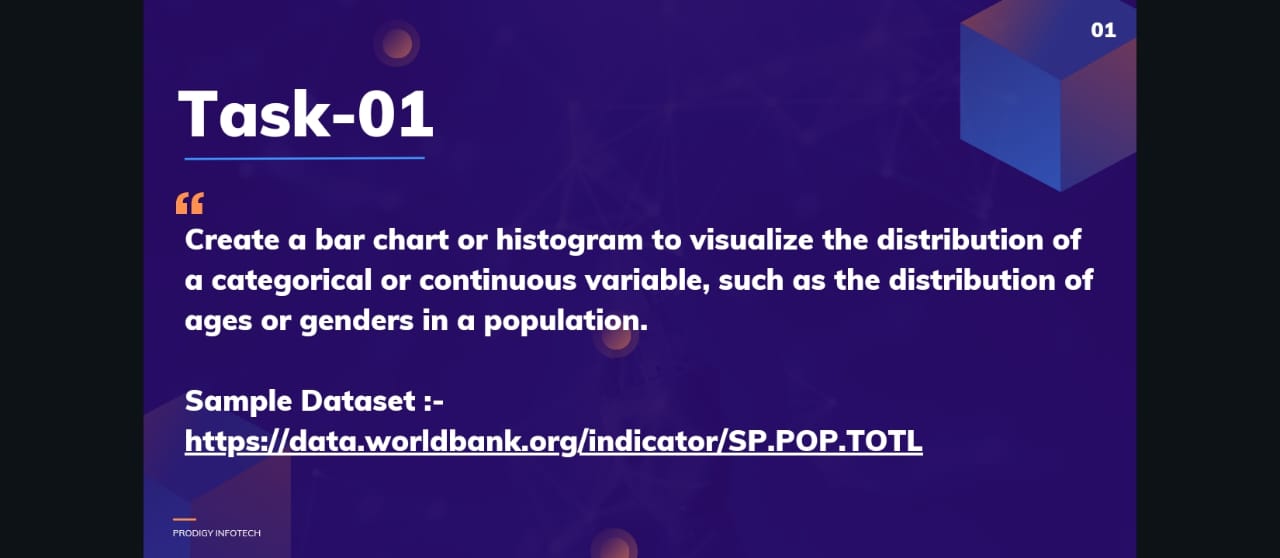 01
Task-01
“
Create a bar chart or histogram to visualize the distribution of
a categorical or continuous variable, such as the distribution of
ages or genders in a population.
Sample Dataset :-
https://data.worldbank.org/indicator/SP.POP.TOTL
PRODIGY INFOTECH